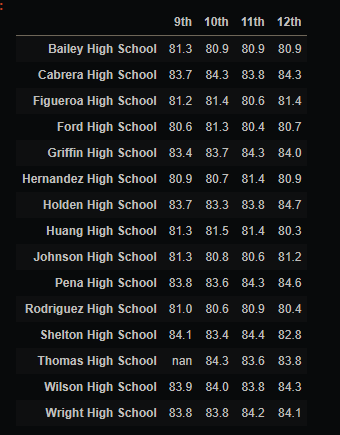 :
9th 10th 11th 12th
Bailey High School 81.3 80.9 80.9 80.9
Cabrera High School 83.7 84.3 83.8 84.3
Figueroa High School 81.2 81.4 80.6 81.4
Ford High School 80.6 81.3 80.4 80.7
Griffin High School 83.4 83.7 84.3 84.0
Hernandez High School 80.9 80.7 81.4 80.9
Holden High School 83.7 83.3 83.8 84.7
Huang High School 81.3 81.5 81.4 80.3
Johnson High School 81.3 80.8 80.6 81.2
Pena High School 83.8 83.6 84.3 84.6
Rodriguez High School 81.0 80.6 80.9 80.4
Shelton High School 84.1 83.4 84.4 82.8
Thomas High School nan 84.3 83.6 83.8
Wilson High School 83.9 84.0 83.8 84.3
Wright High School 83.8 83.8 84.2 84.1